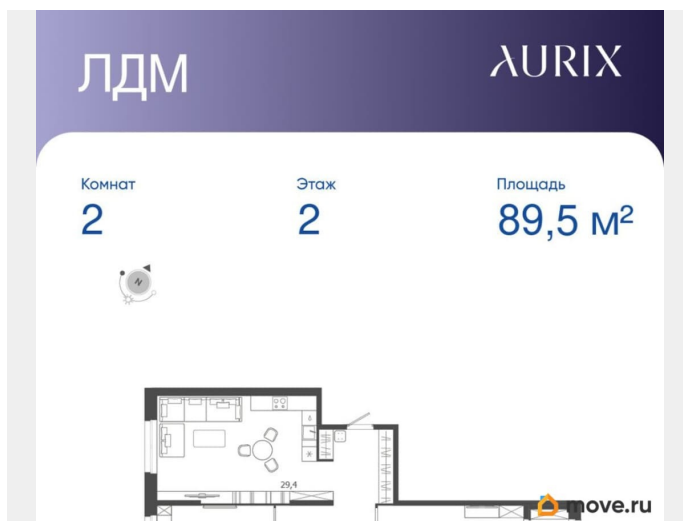 ЛДМ AURIX
Комнат Этаж Площадь
2 2 89,5 м²
N
29,4
move.ru